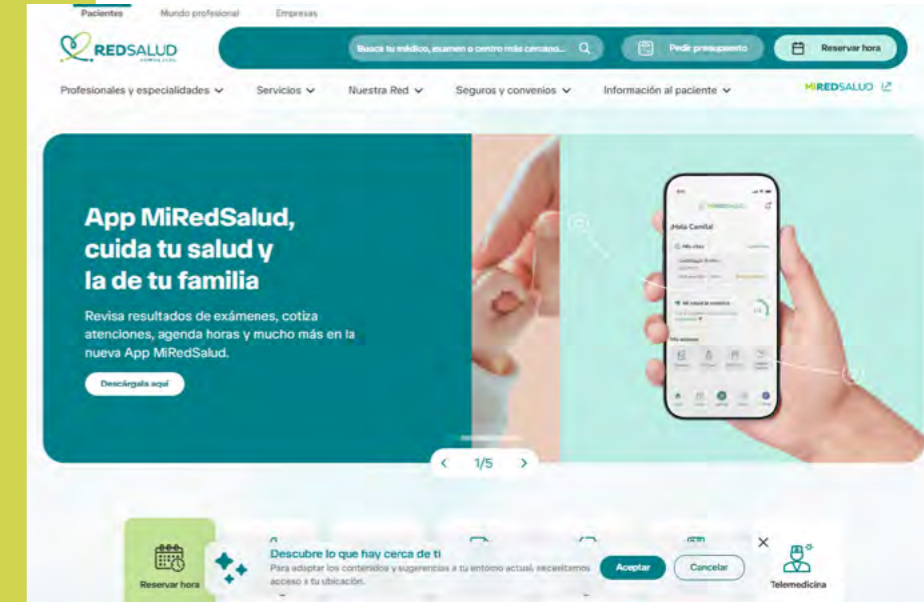 Pacientes Mundo profesional Empresas
REDSALUD
Busca tu médico, examen o centro más cercano... Pedir presupuesto Reservar hora
Profesionales y especialidades Servicios Nuestra Red Seguros y convenios Información al paciente MIREDSALUD
App MiRedSalud,
cuida tu salud y
la de tu familia
Revisa resultados de exámenes, cotiza
atenciones, agenda horas y mucho más en la
nueva App MiRedSalud.
Descárgala aquí
¡Hola Camila!
1/5
Descubre lo que hay cerca de ti
Para adaptar los contenidos y sugerencias a tu entorno actual, necesitamos
acceso a tu ubicación.
Aceptar Cancelar
Reservar hora Telemedicina